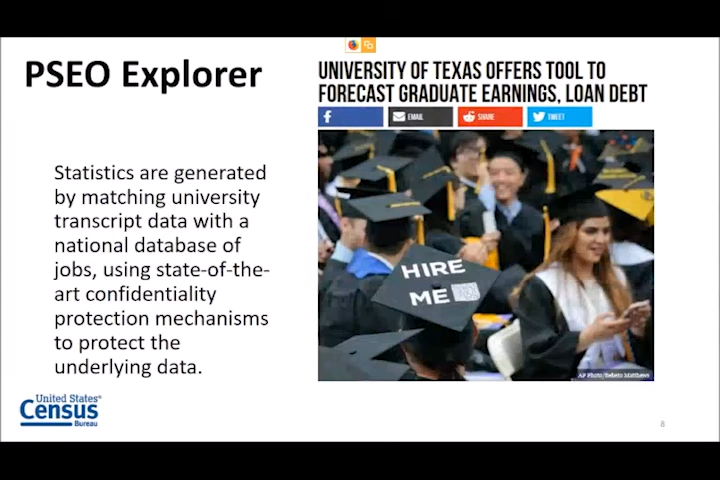 PSEO Explorer
Statistics are generated
by matching university
transcript data with a
national database of
jobs, using state-of-the-
art confidentiality
protection mechanisms
to protect the
underlying data.
UNIVERSITY OF TEXAS OFFERS TOOL TO
FORECAST GRADUATE EARNINGS, LOAN DEBT
EMAIL
SHARE
TWEET
HIRE
ME
AP Photo/Bebeto Matthews
United States®
Census
Bureau
8